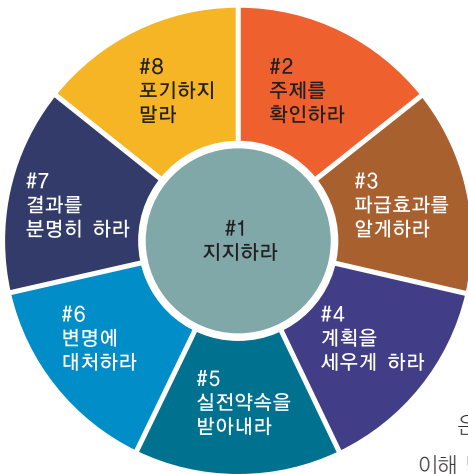 #1
지지하라
#2
주제를
확인하라
#3
파급효과를
알게하라
#4
계획을
세우게 하라
#5
실전약속을
받아내라
#6
변명에
대처하라
#7
결과를
분명히 하라
#8
포기하지
말라
은
이해